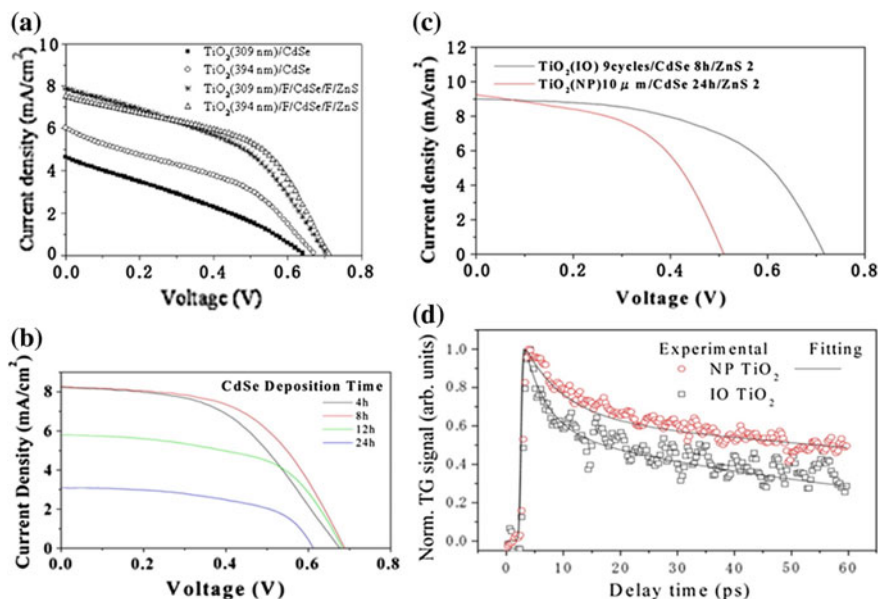 (a)
10
8
6
4
2
0
0.0 0.2 0.4 0.6 0.8
Current density (mA/cm²)
Voltage (V)
TiO₂(309 nm)/CdSe
TiO₂(394 nm)/CdSe
TiO₂(309 nm)/F/CdSe/F/ZnS
TiO₂(394 nm)/F/CdSe/F/ZnS
(b)
8
4
0
0.0 0.2 0.4 0.6 0.8
Current Density (mA/cm²)
Voltage (V)
CdSe Deposition Time
4h
8h
12h
24h
(c)
12
10
8
6
4
2
0
0.0 0.2 0.4 0.6 0.8
Current density (mA/cm²)
Voltage (V)
TiO₂(IO) 9cycles/CdSe 8h/ZnS 2
TiO₂(NP)10 μ m/CdSe 24h/ZnS 2
(d)
1.0
0.8
0.6
0.4
0.2
0.0
0 10 20 30 40 50 60
Norm. TG signal (arb. units)
Delay time (ps)
Experimental Fitting
NP TiO₂
IO TiO₂